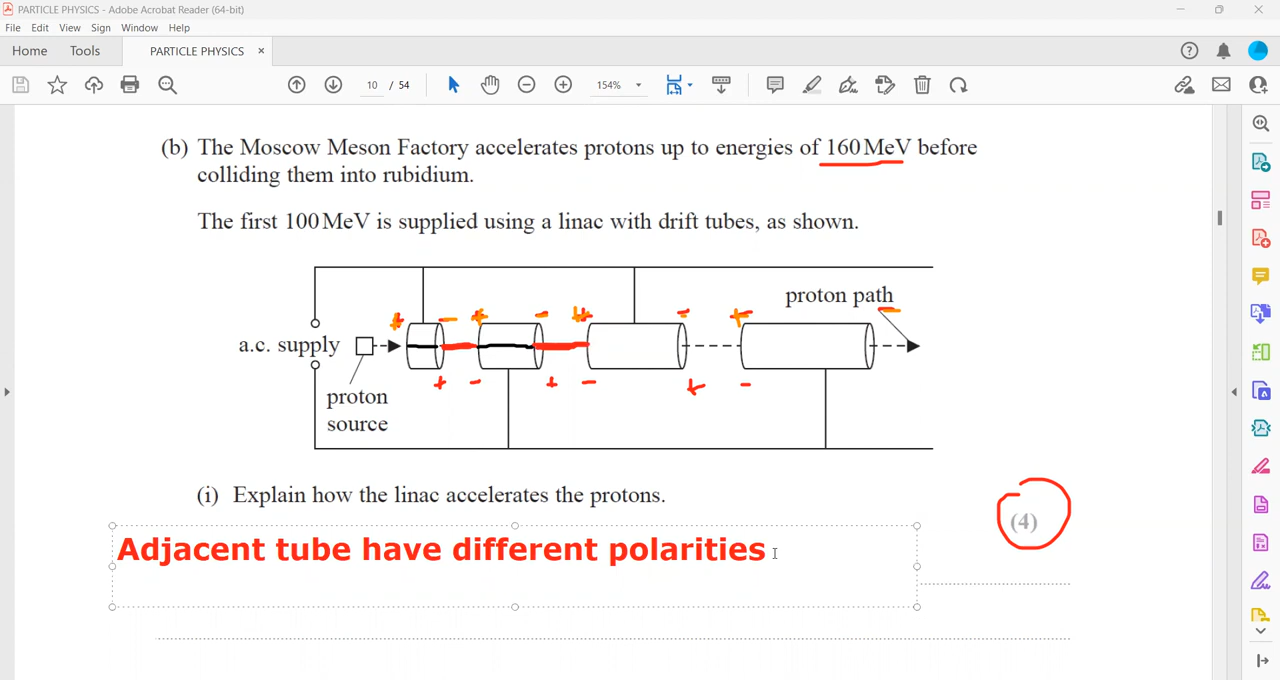 PARTICLE PHYSICS - Adobe Acrobat Reader (64-bit)
File Edit View Sign Window Help
Home Tools PARTICLE PHYSICS ×
10 / 54 154%
(b) The Moscow Meson Factory accelerates protons up to energies of 160 MeV before
colliding them into rubidium.
The first 100 MeV is supplied using a linac with drift tubes, as shown.
proton path
+ - + - + - +
a.c. supply
+ - + - + -
proton
source
(i) Explain how the linac accelerates the protons.
(4)
Adjacent tube have different polarities